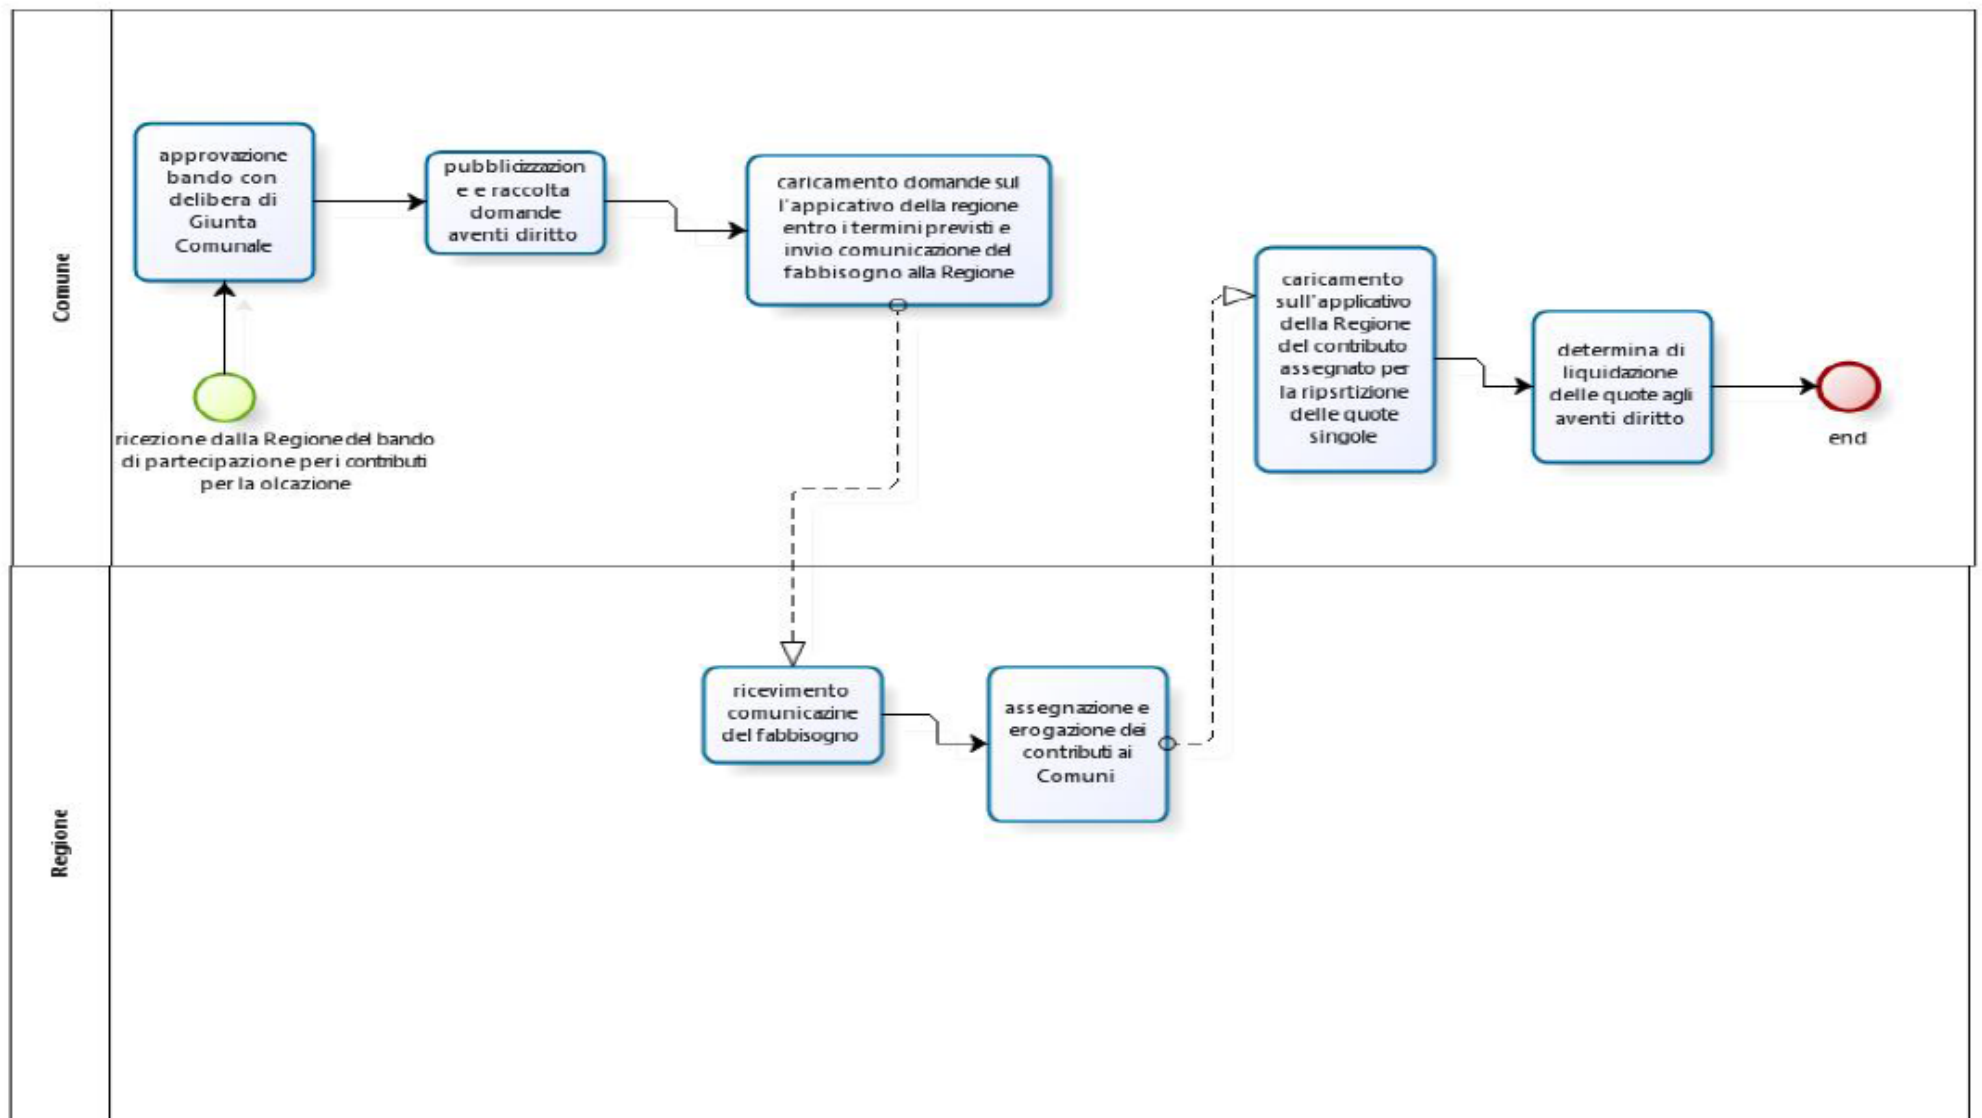 Comune
approvazione
bando con
delibera di
Giunta
Comunale
pubblicizzazion
e e raccolta
domande
aventi diritto
caricamento domande sul
l'appicativo della regione
entro i termini previsti e
invio comunicazione del
fabbisogno alla Regione
ricezione dalla Regione del bando
di partecipazione per i contributi
per la olcazione
caricamento
sull'applicativo
della Regione
del contributo
assegnato per
la ripsrtizione
delle quote
singole
determina di
liquidazione
delle quote agli
aventi diritto
end
Regione
ricevimento
comunicazine
del fabbisogno
assegnazione e
erogazione dei
contributi ai
Comuni